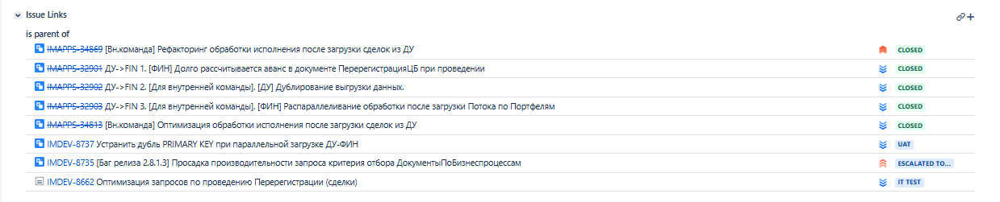 Issue Links
is parent of
IMAPPS-34869 [Вн.команда] Рефакторинг обработки исполнения после загрузки сделок из ДУ CLOSED
IMAPPS-32901 ДУ->FIN 1. [ФИН] Долго рассчитывается аванс в документе ПеререгистрацияЦБ при проведении CLOSED
IMAPPS-32902 ДУ->FIN 2. [Для внутренней команды]. [ДУ] Дублирование выгрузки данных. CLOSED
IMAPPS-32903 ДУ->FIN 3. [Для внутренней команды]. [ФИН] Распараллеливание обработки после загрузки Потока по Портфелям CLOSED
IMAPPS-34813 [Вн.команда] Оптимизация обработки исполнения после загрузки сделок из ДУ CLOSED
IMDEV-8737 Устранить дубль PRIMARY KEY при параллельной загрузке ДУ-ФИН UAT
IMDEV-8735 [Баг релиза 2.8.1.3] Просадка производительности запроса критерия отбора ДокументыПоБизнеспроцессам ESCALATED TO...
IMDEV-8662 Оптимизация запросов по проведению Перерегистрации (сделки) IT TEST